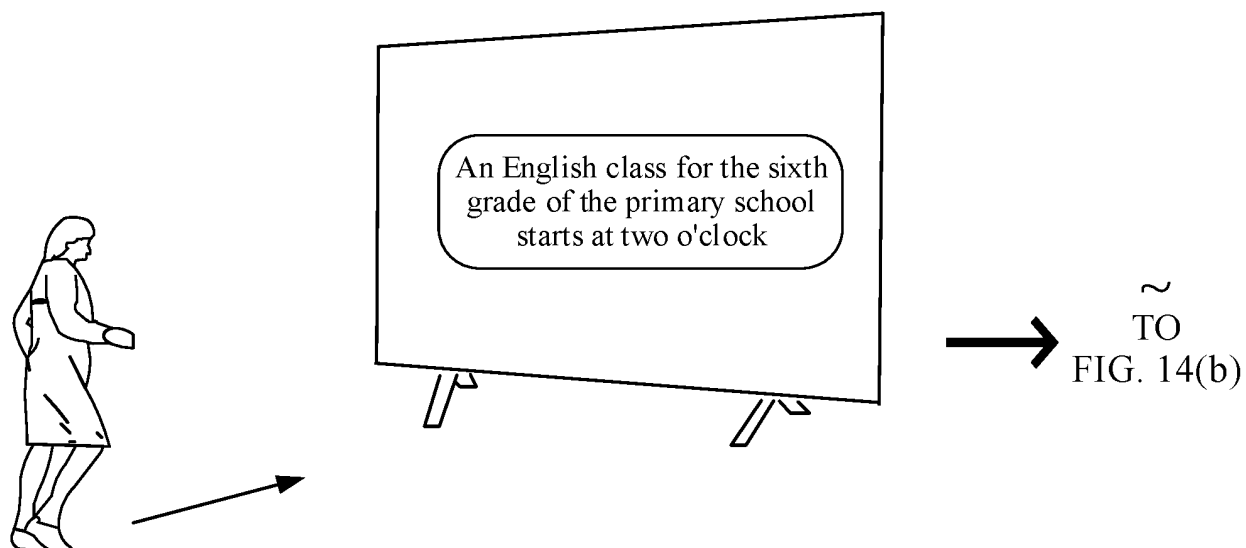 An English class for the sixth
grade of the primary school
starts at two o'clock
~
TO
FIG. 14(b)